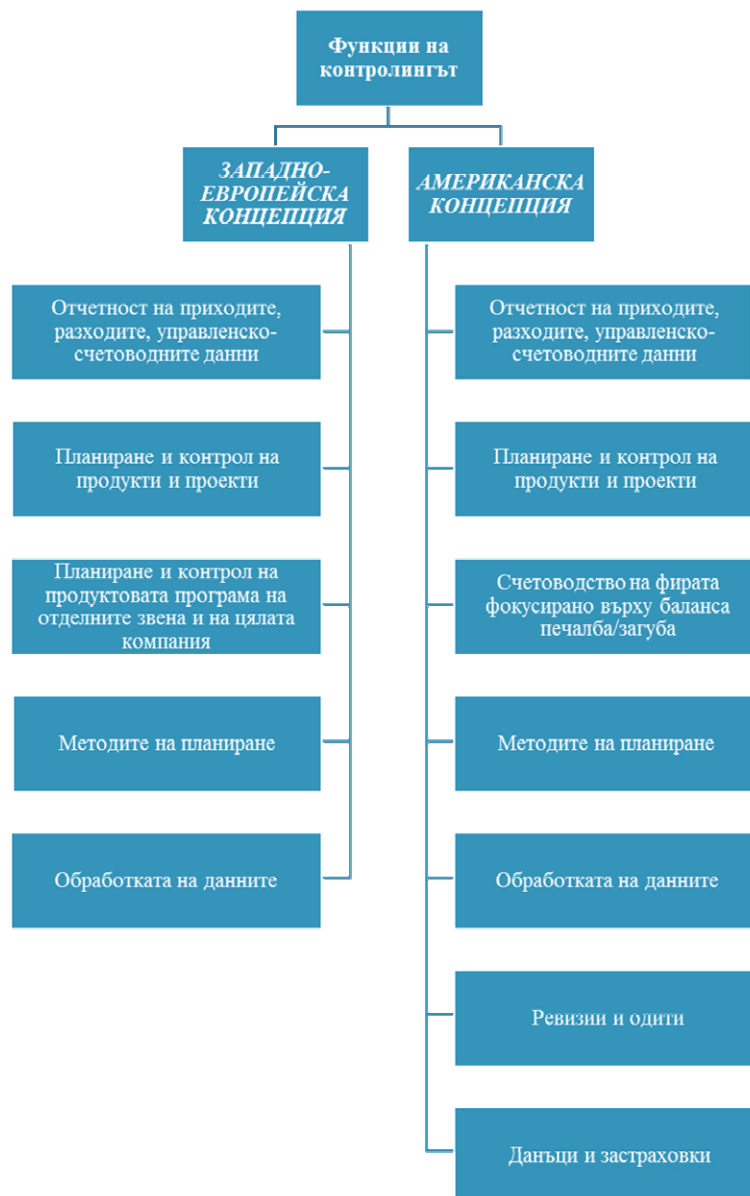 Функции на
контролингът
ЗАПАДНО-
ЕВРОПЕЙСКА
КОНЦЕПЦИЯ
Отчетност на приходите,
разходите, управленско-
счетоводните данни
Планиране и контрол на
продукти и проекти
Планиране и контрол на
продуктовата програма на
отделните звена и на цялата
компания
Методите на планиране
Обработката на данните
АМЕРИКАНСКА
КОНЦЕПЦИЯ
Отчетност на приходите,
разходите, управленско-
счетоводните данни
Планиране и контрол на
продукти и проекти
Счетоводство на фирата
фокусирано върху баланса
печалба/загуба
Методите на планиране
Обработката на данните
Ревизии и одити
Данъци и застраховки